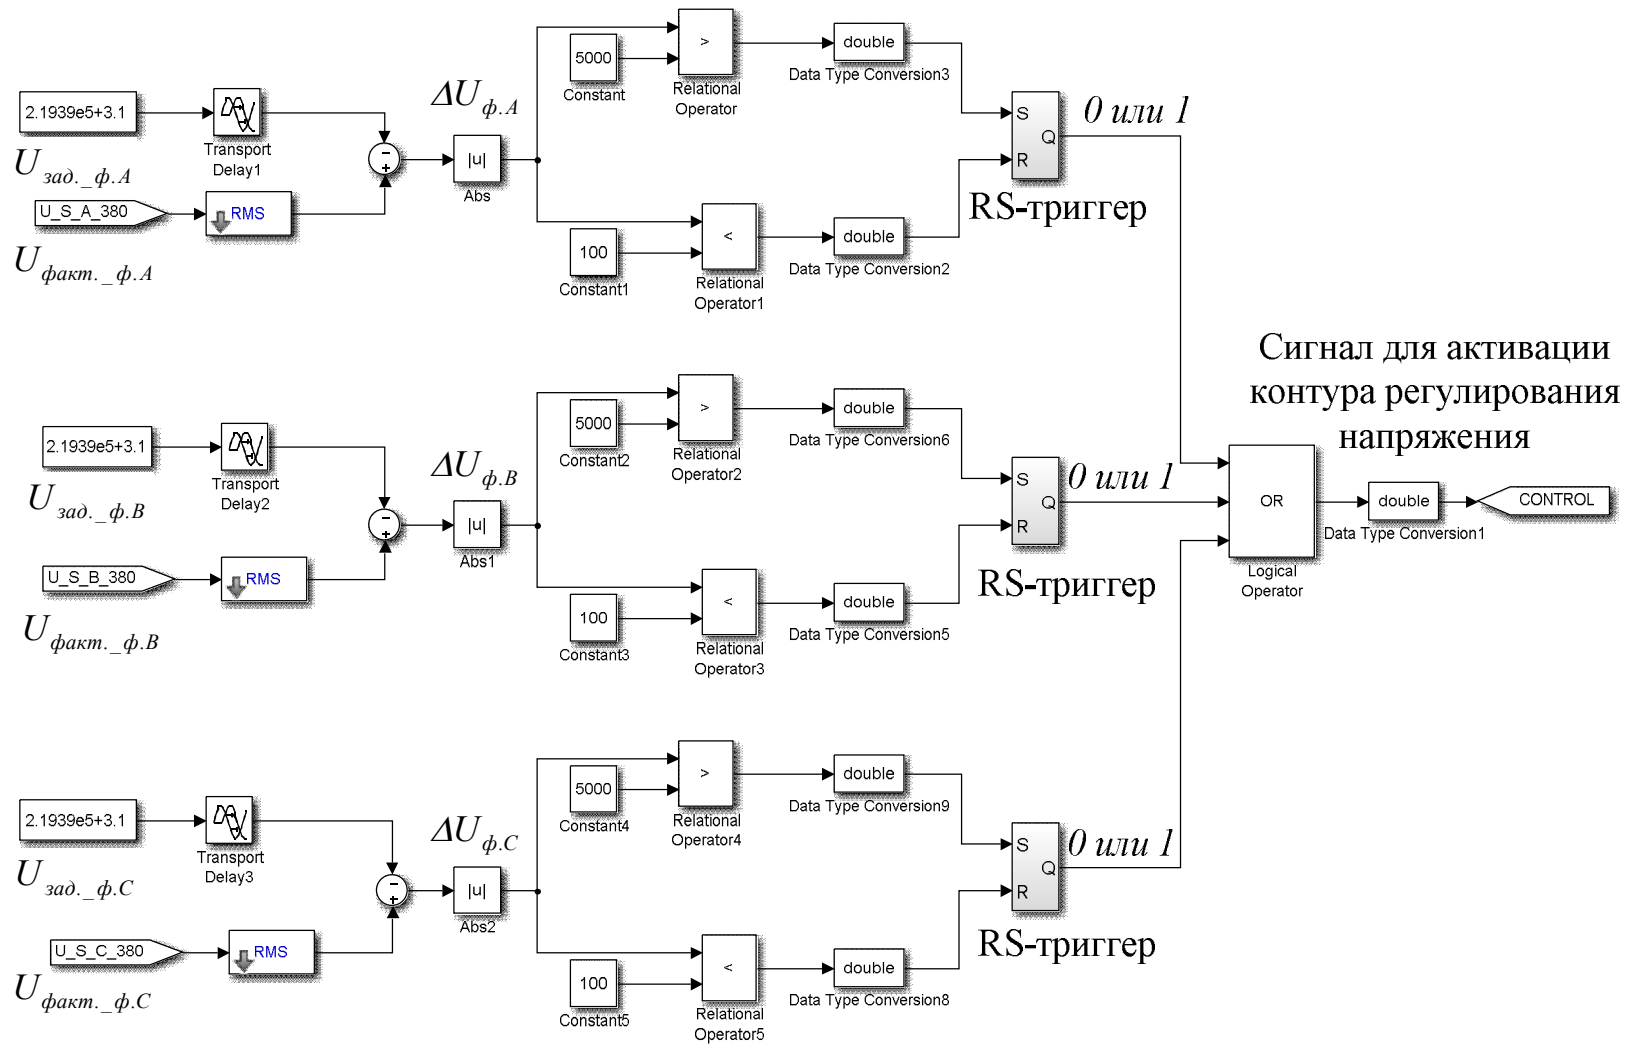 2.1939e5+3.1
Transport
Delay1
U зад._ф.А
U_S_A_380
RMS
U факт._ф.А
-
+
ΔU ф.А
|u|
Abs
5000
Constant
>
Relational
Operator
double
Data Type Conversion3
100
Constant1
<
Relational
Operator1
double
Data Type Conversion2
S
Q
R
RS-триггер
0 или 1
2.1939e5+3.1
Transport
Delay2
U зад._ф.В
U_S_B_380
RMS
U факт._ф.В
-
+
ΔU ф.В
|u|
Abs1
5000
Constant2
>
Relational
Operator2
double
Data Type Conversion6
100
Constant3
<
Relational
Operator3
double
Data Type Conversion5
S
Q
R
RS-триггер
0 или 1
Сигнал для активации
контура регулирования
напряжения
OR
Logical
Operator
double
Data Type Conversion1
CONTROL
2.1939e5+3.1
Transport
Delay3
U зад._ф.С
U_S_C_380
RMS
U факт._ф.С
-
+
ΔU ф.С
|u|
Abs2
5000
Constant4
>
Relational
Operator4
double
Data Type Conversion9
100
Constant5
<
Relational
Operator5
double
Data Type Conversion8
S
Q
R
RS-триггер
0 или 1